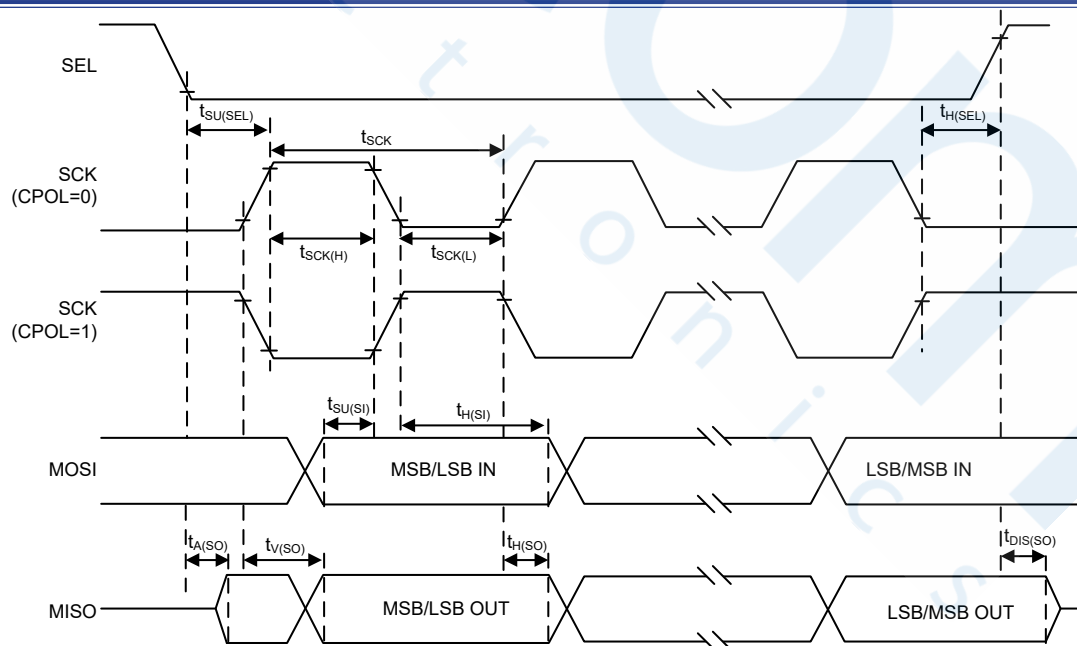 SEL
tSU(SEL)
tH(SEL)
tSCK
SCK
(CPOL=0)
tSCK(H)
tSCK(L)
SCK
(CPOL=1)
tSU(SI)
tH(SI)
MOSI
MSB/LSB IN
LSB/MSB IN
tA(SO)
tV(SO)
tH(SO)
tDIS(SO)
MISO
MSB/LSB OUT
LSB/MSB OUT
t r o n i c s